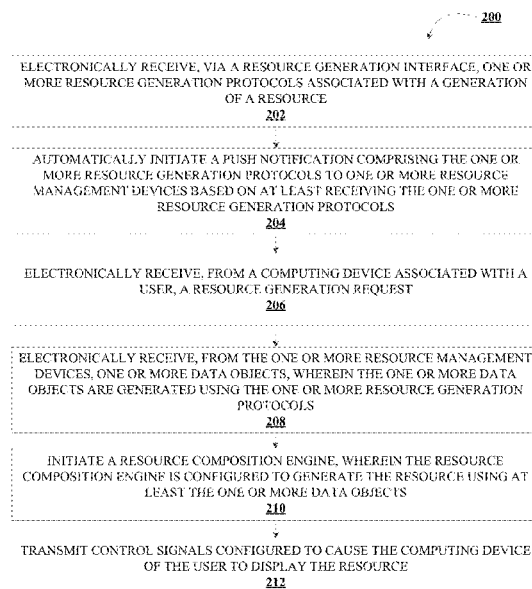 200
ELECTRONICALLY RECEIVE, VIA A RESOURCE GENERATION INTERFACE, ONE OR
MORE RESOURCE GENERATION PROTOCOLS ASSOCIATED WITH A GENERATION
OF A RESOURCE
202
AUTOMATICALLY INITIATE A PUSH NOTIFICATION COMPRISING THE ONE OR
MORE RESOURCE GENERATION PROTOCOLS TO ONE OR MORE RESOURCE
MANAGEMENT DEVICES BASED ON AT LEAST RECEIVING THE ONE OR MORE
RESOURCE GENERATION PROTOCOLS
204
ELECTRONICALLY RECEIVE, FROM A COMPUTING DEVICE ASSOCIATED WITH A
USER, A RESOURCE GENERATION REQUEST
206
ELECTRONICALLY RECEIVE, FROM THE ONE OR MORE RESOURCE MANAGEMENT
DEVICES, ONE OR MORE DATA OBJECTS, WHEREIN THE ONE OR MORE DATA
OBJECTS ARE GENERATED USING THE ONE OR MORE RESOURCE GENERATION
PROTOCOLS
208
INITIATE A RESOURCE COMPOSITION ENGINE, WHEREIN THE RESOURCE
COMPOSITION ENGINE IS CONFIGURED TO GENERATE THE RESOURCE USING AT
LEAST THE ONE OR MORE DATA OBJECTS
210
TRANSMIT CONTROL SIGNALS CONFIGURED TO CAUSE THE COMPUTING DEVICE
OF THE USER TO DISPLAY THE RESOURCE
212